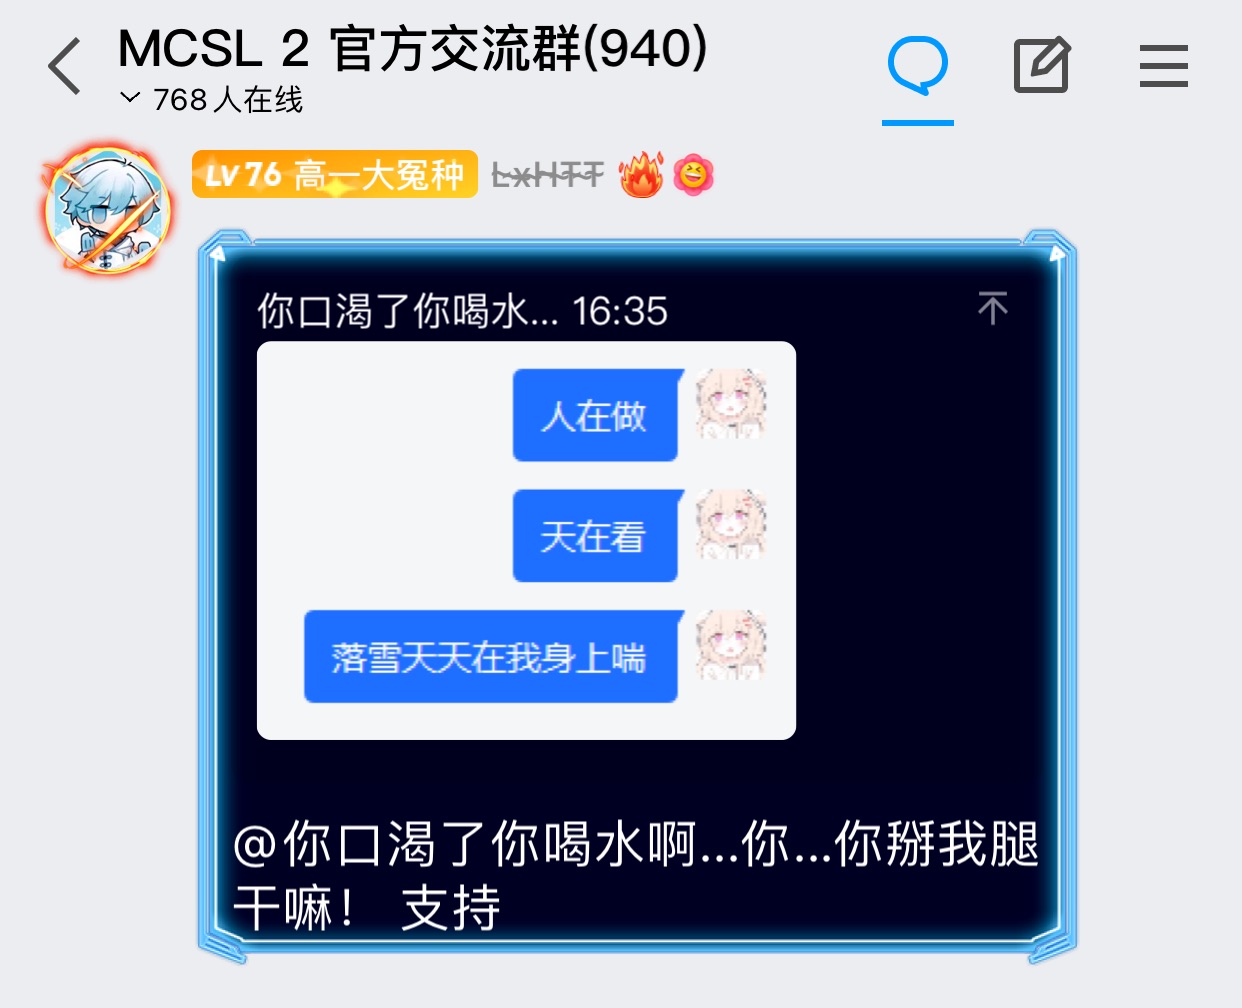 MCSL 2 官方交流群(940)
768人在线
LV 76 高一大冤种 LxHTT
你口渴了你喝水... 16:35
人在做
天在看
落雪天天在我身上喘
@你口渴了你喝水啊...你...你掰我腿
干嘛！ 支持